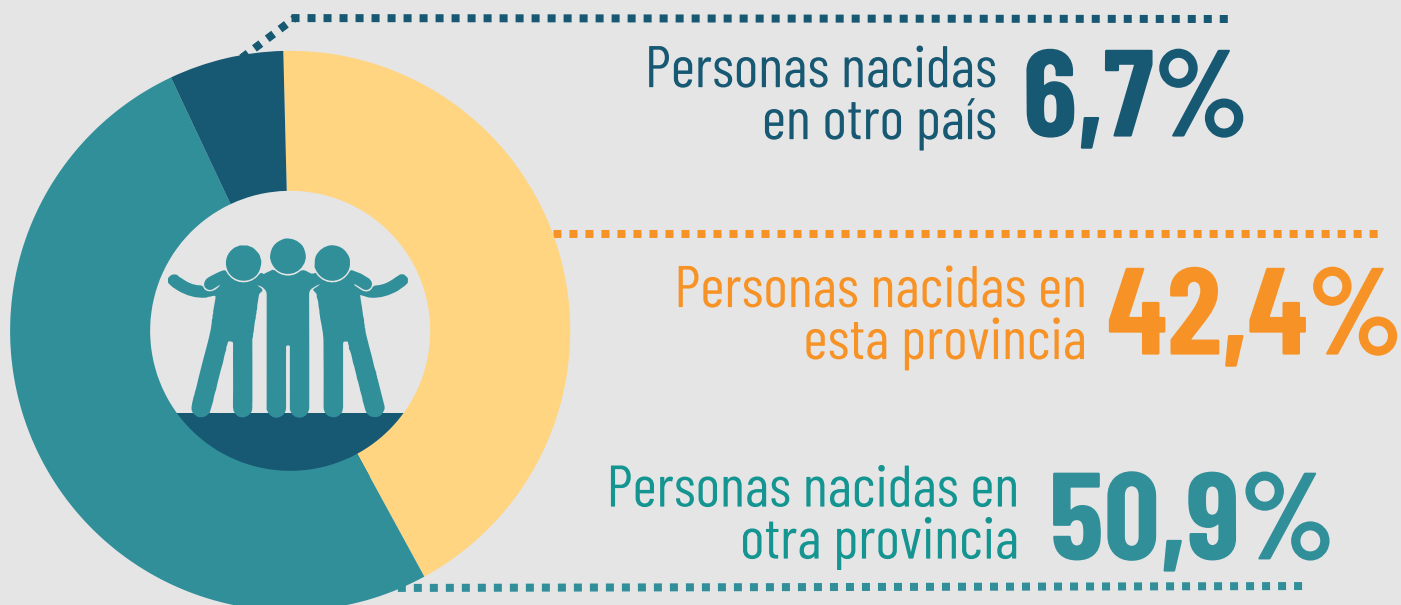 Personas nacidas
en otro país
6,7%
Personas nacidas en
esta provincia
42,4%
Personas nacidas en
otra provincia
50,9%